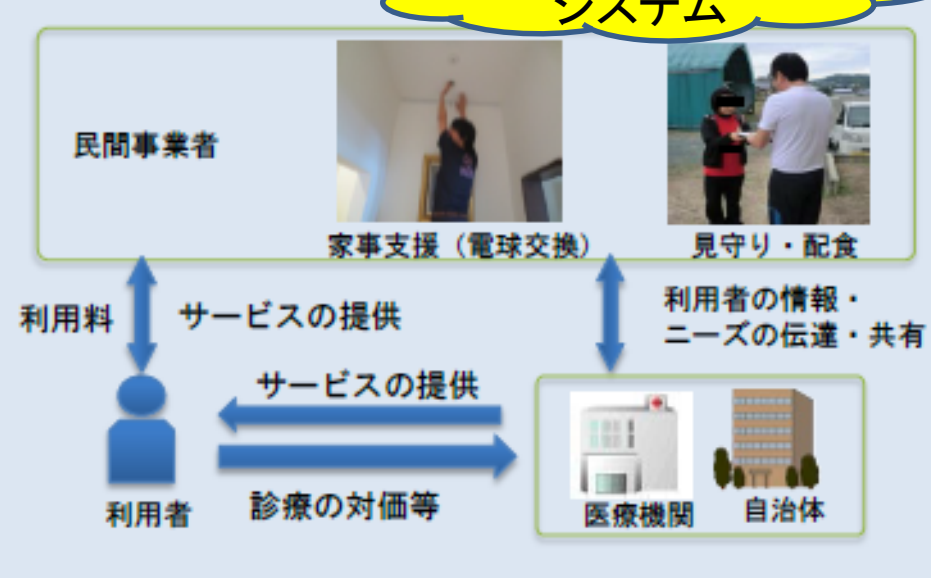 システム
民間事業者
家事支援（電球交換）
見守り・配食
利用料
サービスの提供
利用者の情報・
ニーズの伝達・共有
サービスの提供
診療の対価等
利用者
医療機関
自治体